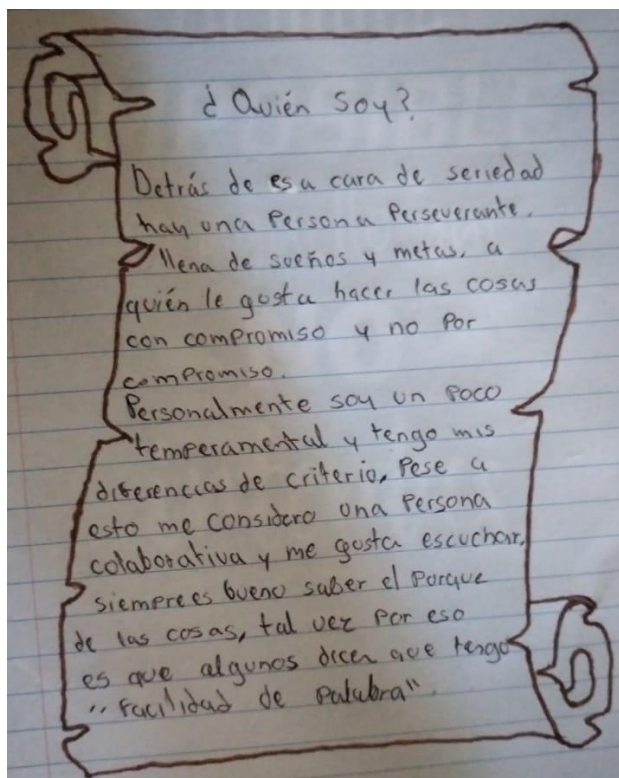 ¿Quién soy?
Detrás de esa cara de seriedad
hay una Persona Perseverante.
llena de sueños y metas, a
quién le gusta hacer las cosas
con compromiso y no Por
compromiso.
Personalmente soy un Poco
temperamental y tengo mis
diferencias de criterio, Pese a
esto me considero una Persona
colaborativa y me gusta escuchar,
siempre es bueno saber el Porque
de las cosas, tal vez Por eso
es que algunos dicen que tengo
"facilidad de Palabra".